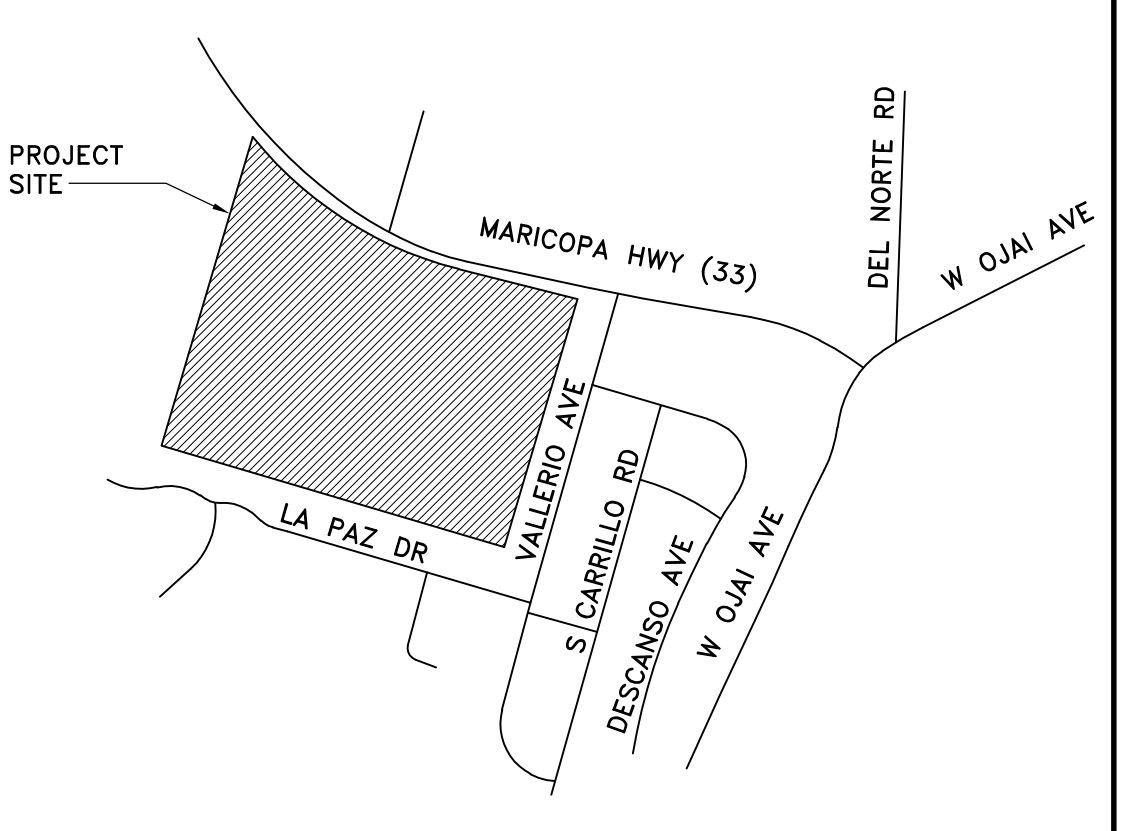 PROJECT
SITE
MARICOPA HWY (33)
DEL NORTE RD
W OJAI AVE
VALLERIO AVE
S CARRILLO RD
LA PAZ DR
DESCANSO AVE
W OJAI AVE